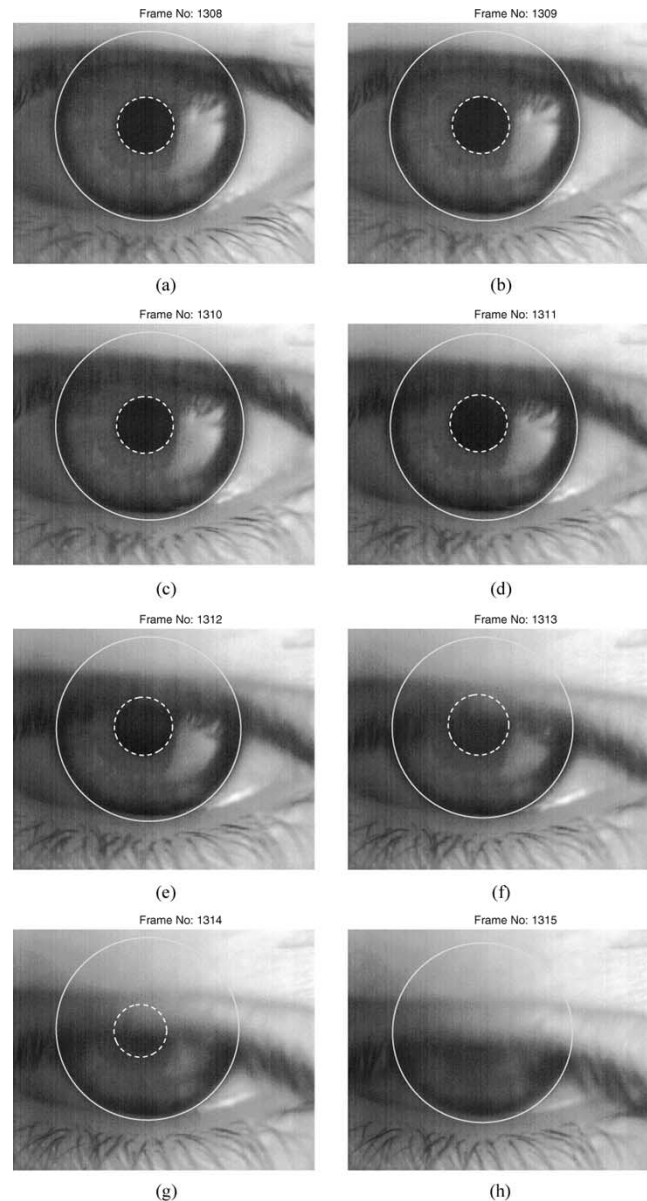 Frame No: 1308
Frame No: 1309
(a)
(b)
Frame No: 1310
Frame No: 1311
(c)
(d)
Frame No: 1312
Frame No: 1313
(e)
(f)
Frame No: 1314
Frame No: 1315
(g)
(h)